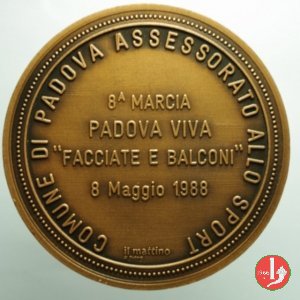 COMUNE DI PADOVA ASSESSORATO ALLO SPORT
8ᴬ MARCIA
PADOVA VIVA
"FACCIATE E BALCONI"
8 Maggio 1988
il mattino